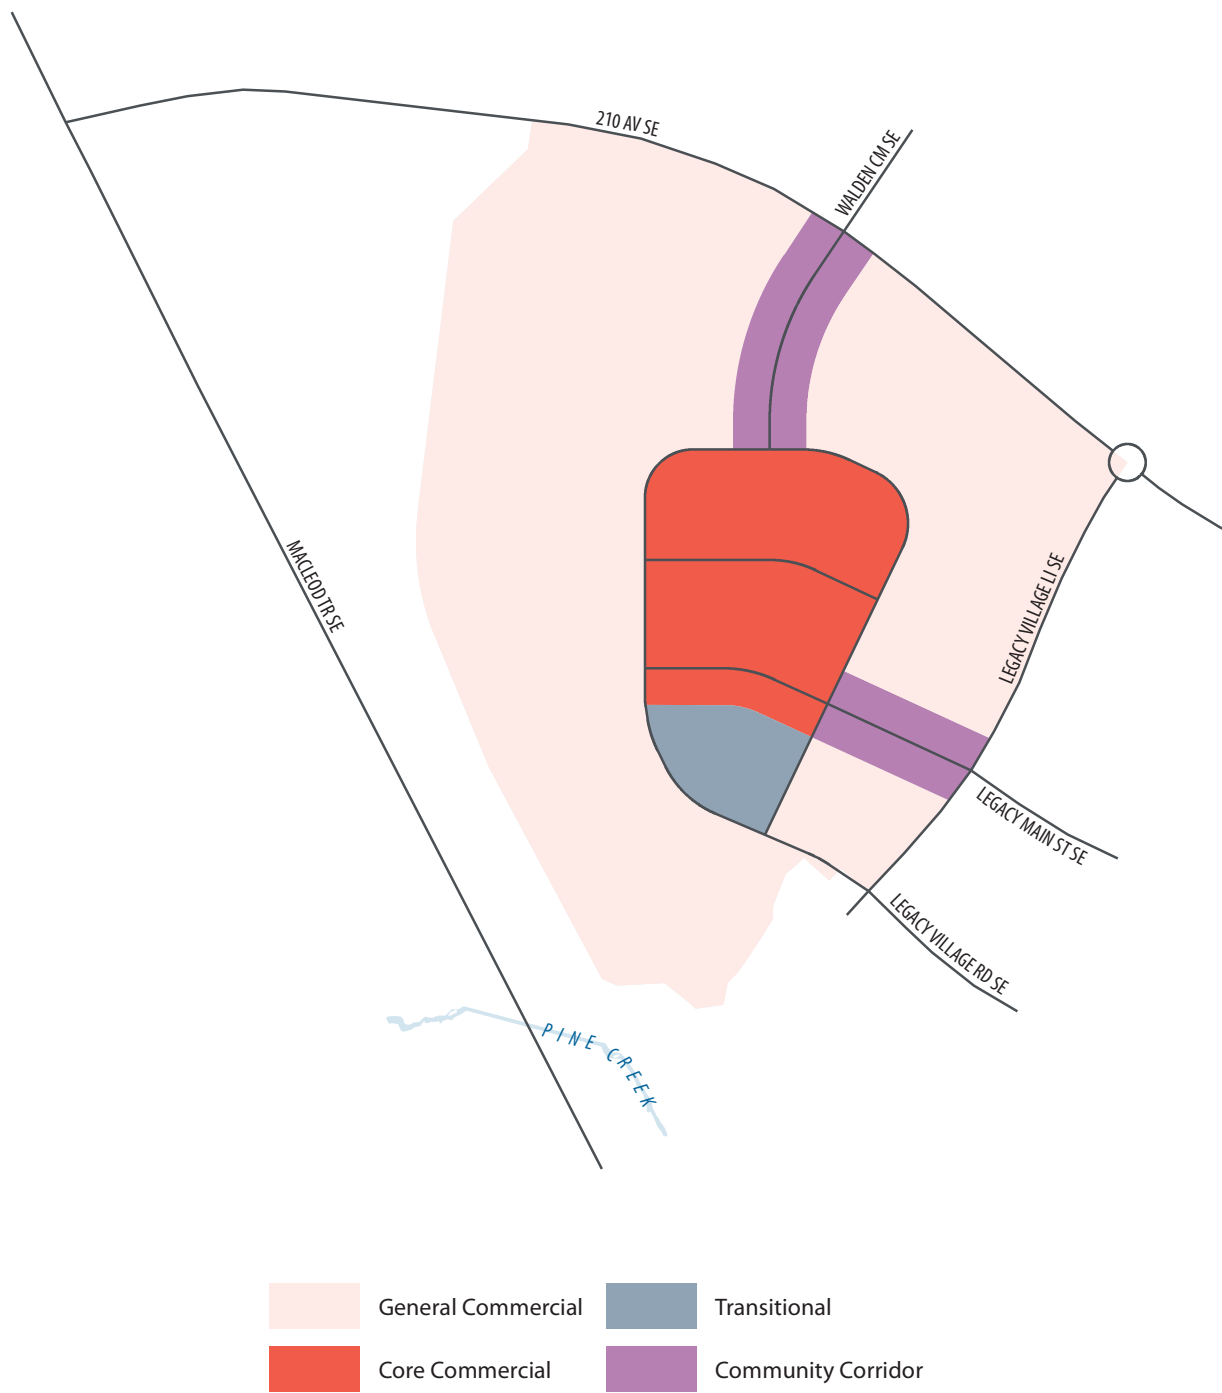 210 AV SE
WALDEN CM SE
MACLEOD TR SE
LEGACY VILLAGE LI SE
LEGACY MAIN ST SE
LEGACY VILLAGE RD SE
PINE CREEK
General Commercial
Transitional
Core Commercial
Community Corridor